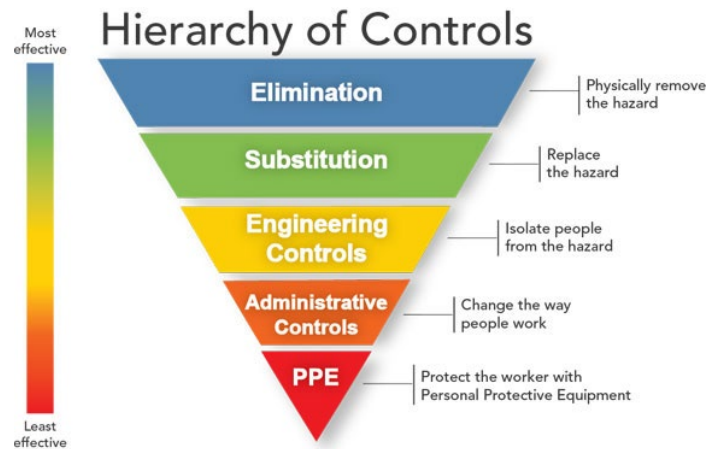 Hierarchy of Controls
Most
effective
Elimination
Physically remove
the hazard
Substitution
Replace
the hazard
Engineering
Controls
Isolate people
from the hazard
Administrative
Controls
Change the way
people work
PPE
Protect the worker with
Personal Protective Equipment
Least
effective